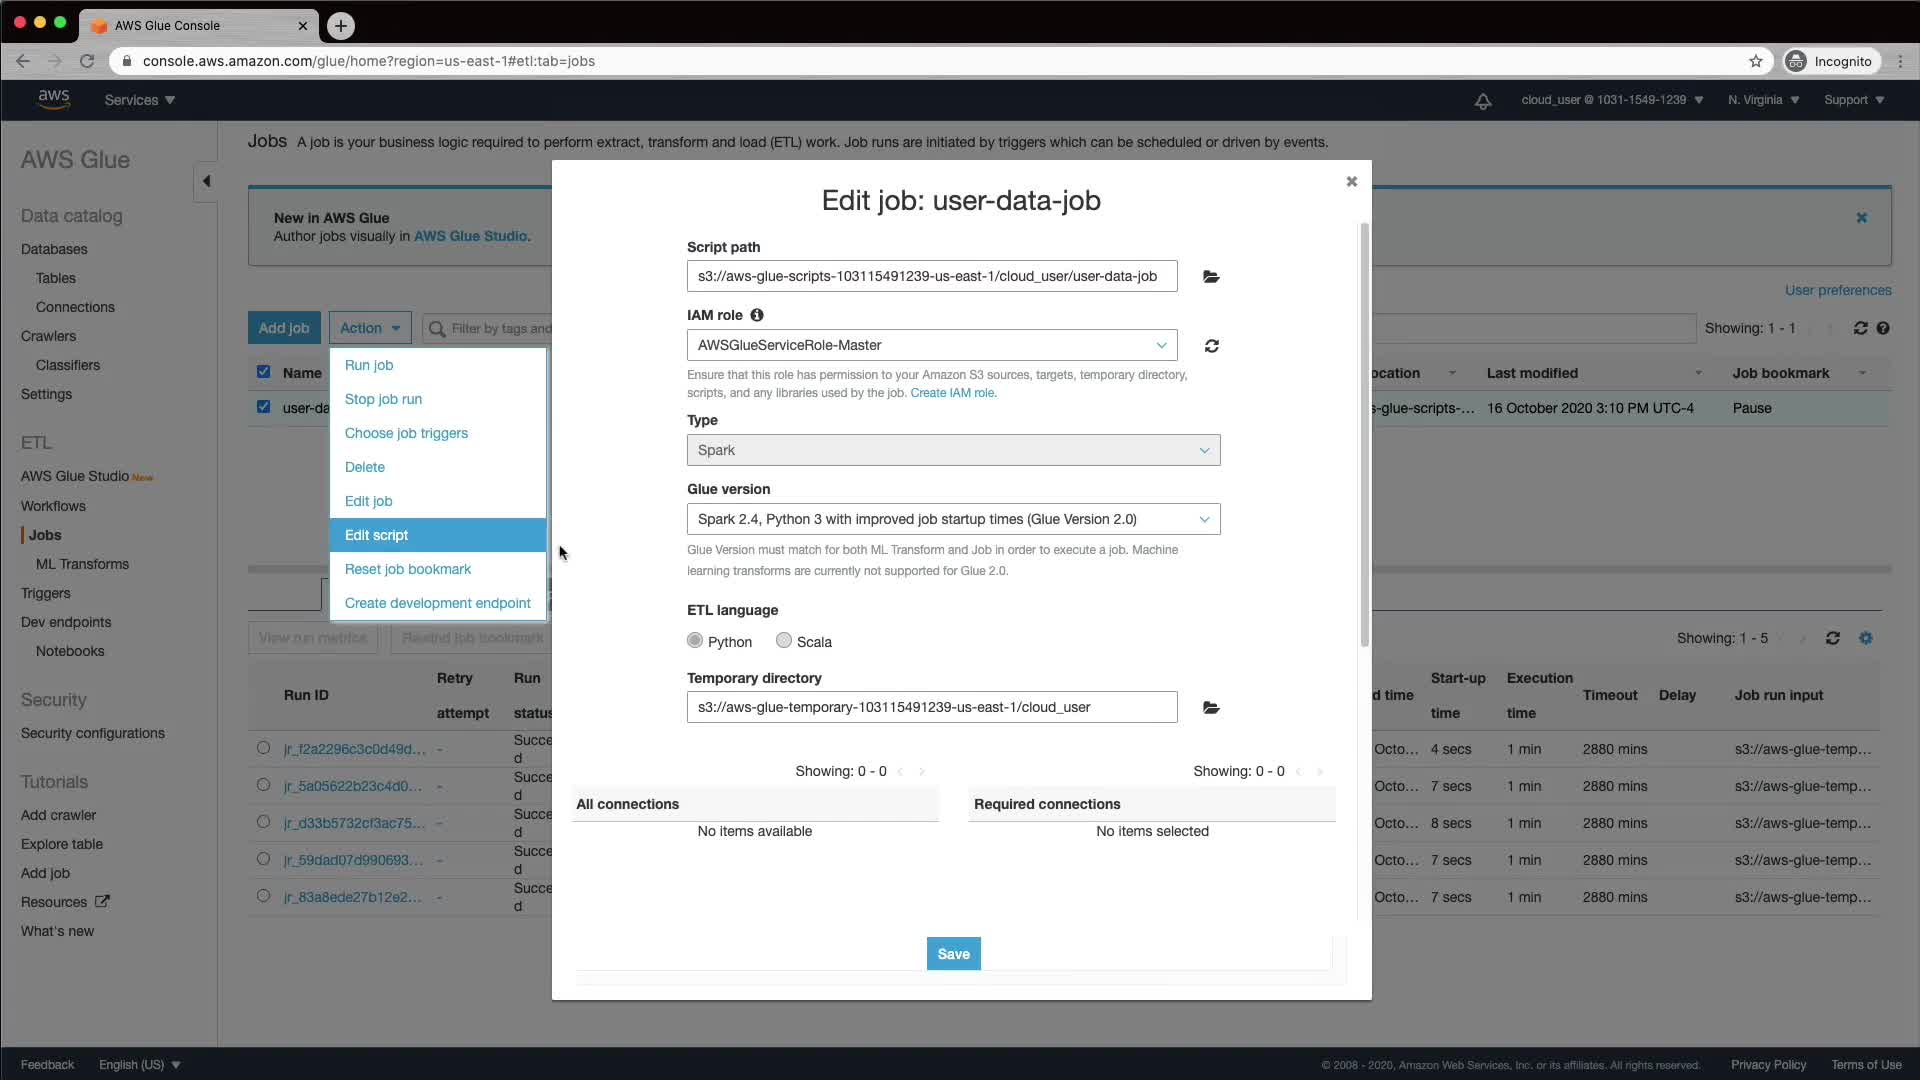 AWS Glue Console
console.aws.amazon.com/glue/home?region=us-east-1#etl:tab=jobs
Incognito
aws
Services
cloud_user @ 1031-1549-1239
N. Virginia
Support
AWS Glue
Data catalog
Databases
Tables
Connections
Crawlers
Classifiers
Settings
ETL
AWS Glue Studio New
Workflows
Jobs
ML Transforms
Triggers
Dev endpoints
Notebooks
Security
Security configurations
Tutorials
Add crawler
Explore table
Add job
Resources
What's new
Jobs A job is your business logic required to perform extract, transform and load (ETL) work. Job runs are initiated by triggers which can be scheduled or driven by events.
New in AWS Glue
Author jobs visually in AWS Glue Studio.
User preferences
Add job
Action
Filter by tags and
Showing: 1 - 1
Name
ocation
Last modified
Job bookmark
user-da
s-glue-scripts-...
16 October 2020 3:10 PM UTC-4
Pause
Run job
Stop job run
Choose job triggers
Delete
Edit job
Edit script
Reset job bookmark
Create development endpoint
View run metrics
Rewind job bookmark
Showing: 1 - 5
Run ID
Retry attempt
Run status
d time
Start-up time
Execution time
Timeout
Delay
Job run input
jr_f2a2296c3c0d49d... - Succe d Octo... 4 secs 1 min 2880 mins s3://aws-glue-temp...
jr_5a05622b23c4d0... - Succe d Octo... 7 secs 1 min 2880 mins s3://aws-glue-temp...
jr_d33b5732cf3ac75... - Succe d Octo... 8 secs 1 min 2880 mins s3://aws-glue-temp...
jr_59dad07d990693... - Succe d Octo... 7 secs 1 min 2880 mins s3://aws-glue-temp...
jr_83a8ede27b12e2... - Succe d Octo... 7 secs 1 min 2880 mins s3://aws-glue-temp...
Edit job: user-data-job
Script path
s3://aws-glue-scripts-103115491239-us-east-1/cloud_user/user-data-job
IAM role
AWSGlueServiceRole-Master
Ensure that this role has permission to your Amazon S3 sources, targets, temporary directory,
scripts, and any libraries used by the job. Create IAM role.
Type
Spark
Glue version
Spark 2.4, Python 3 with improved job startup times (Glue Version 2.0)
Glue Version must match for both ML Transform and Job in order to execute a job. Machine
learning transforms are currently not supported for Glue 2.0.
ETL language
Python
Scala
Temporary directory
s3://aws-glue-temporary-103115491239-us-east-1/cloud_user
Showing: 0 - 0
Showing: 0 - 0
All connections
Required connections
No items available
No items selected
Save
Feedback
English (US)
© 2008 - 2020, Amazon Web Services, Inc. or its affiliates. All rights reserved.
Privacy Policy
Terms of Use